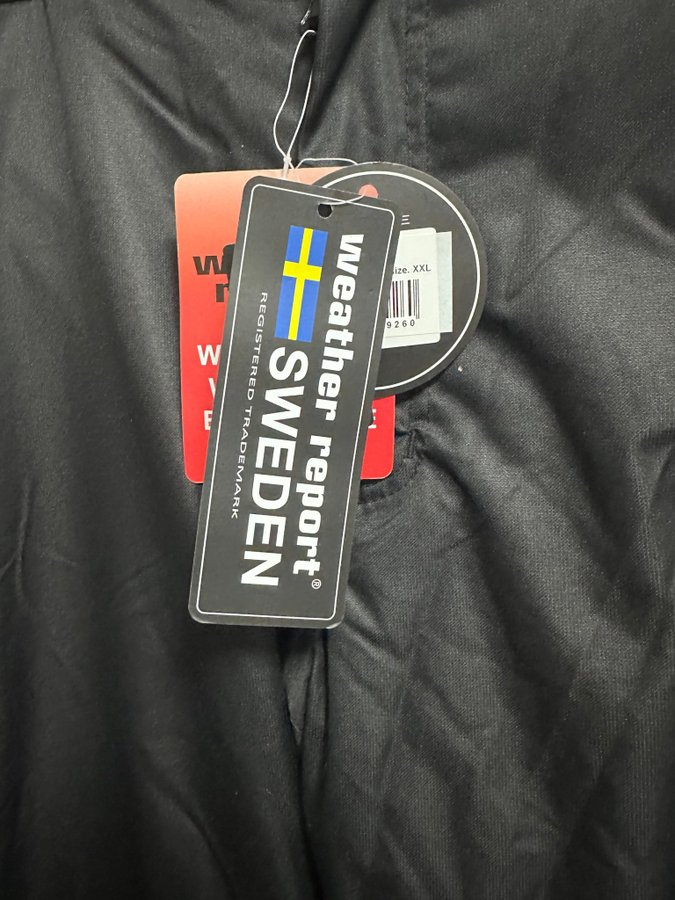 weather report®
SWEDEN
REGISTERED TRADEMARK
size. XXL
9260